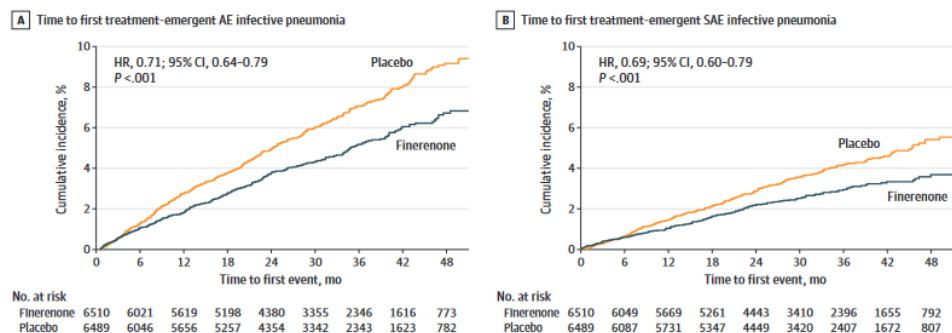 A Time to first treatment-emergent AE infective pneumonia
10
8
6
4
2
0
Cumulative incidence, %
HR, 0.71; 95% CI, 0.64-0.79
P <.001
Placebo
Finerenone
0 6 12 18 24 30 36 42 48
Time to first event, mo
No. at risk
Finerenone 6510 6021 5619 5198 4380 3355 2346 1616 773
Placebo 6489 6046 5656 5257 4354 3342 2343 1623 782
B Time to first treatment-emergent SAE infective pneumonia
10
8
6
4
2
0
Cumulative incidence, %
HR, 0.69; 95% CI, 0.60-0.79
P <.001
Placebo
Finerenone
0 6 12 18 24 30 36 42 48
Time to first event, mo
No. at risk
Finerenone 6510 6049 5669 5261 4443 3410 2396 1655 792
Placebo 6489 6087 5731 5347 4443 3420 2407 1672 807